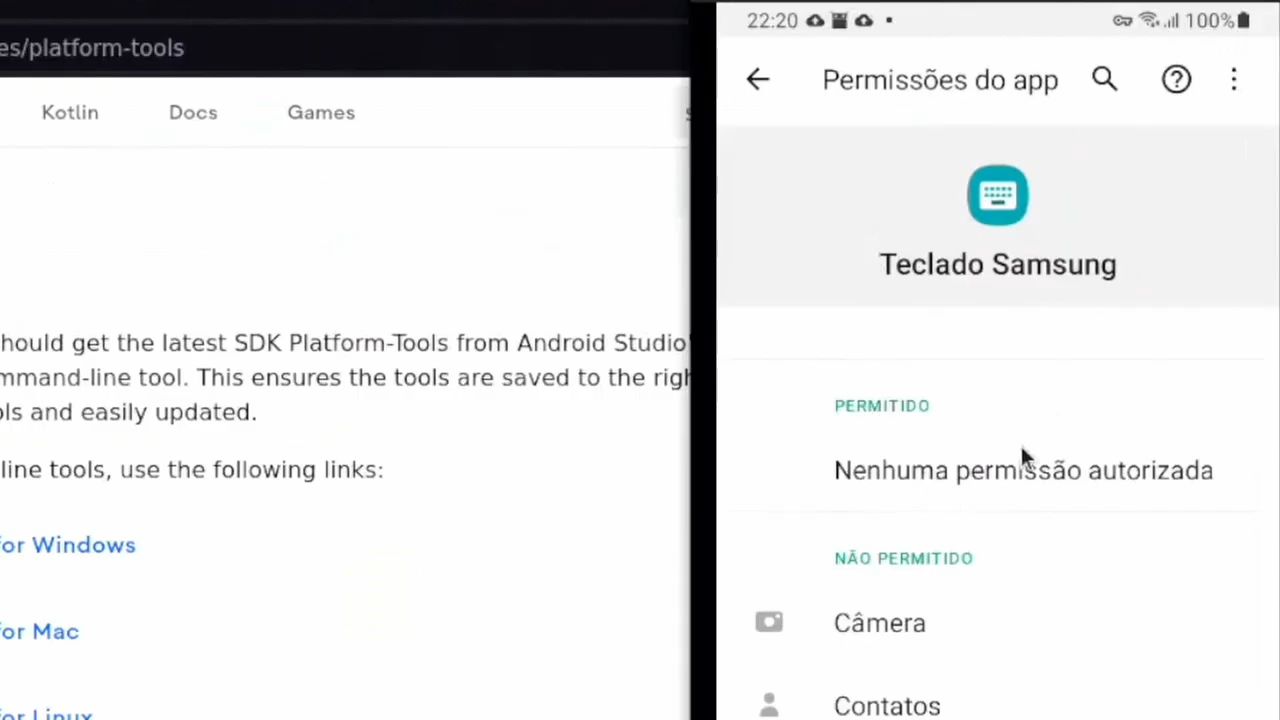 es/platform-tools
Kotlin
Docs
Games
hould get the latest SDK Platform-Tools from Android Studio'
mmand-line tool. This ensures the tools are saved to the righ
ols and easily updated.
line tools, use the following links:
for Windows
for Mac
for Linux
22:20
100%
Permissões do app
Teclado Samsung
PERMITIDO
Nenhuma permissão autorizada
NÃO PERMITIDO
Câmera
Contatos